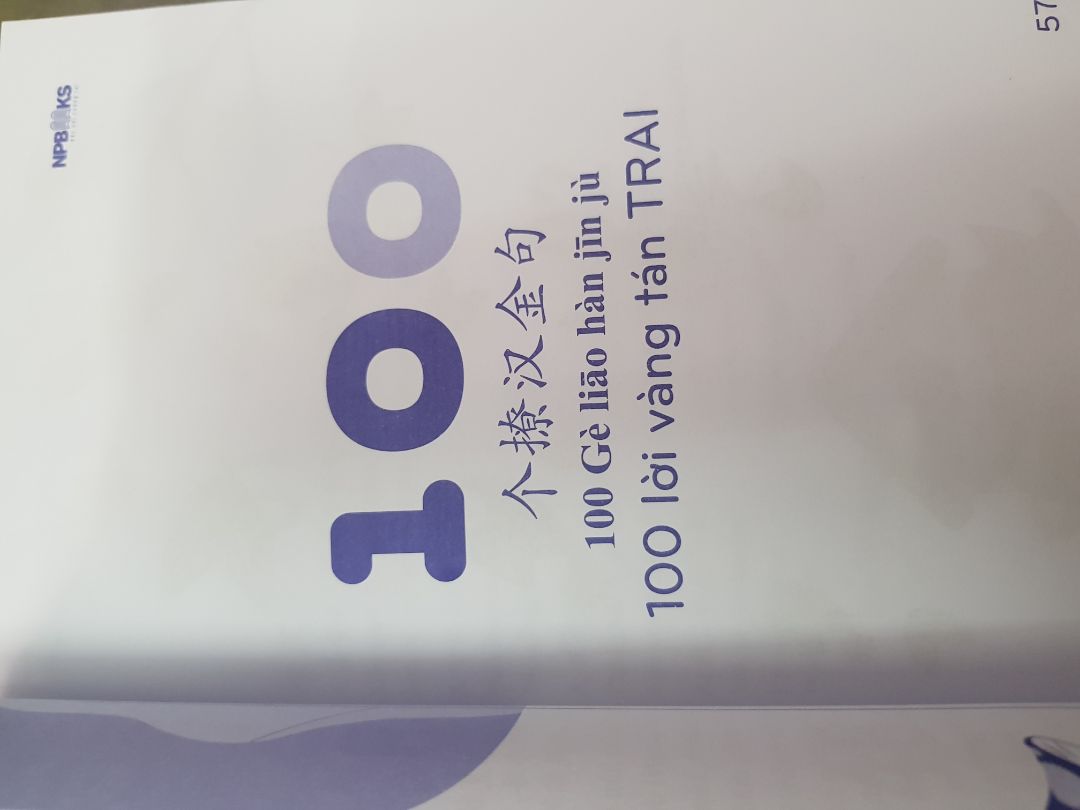 NPBOOKS
100
个撩汉金句
100 Gè liāo hàn jīn jù
100 lời vàng tán TRAI
57